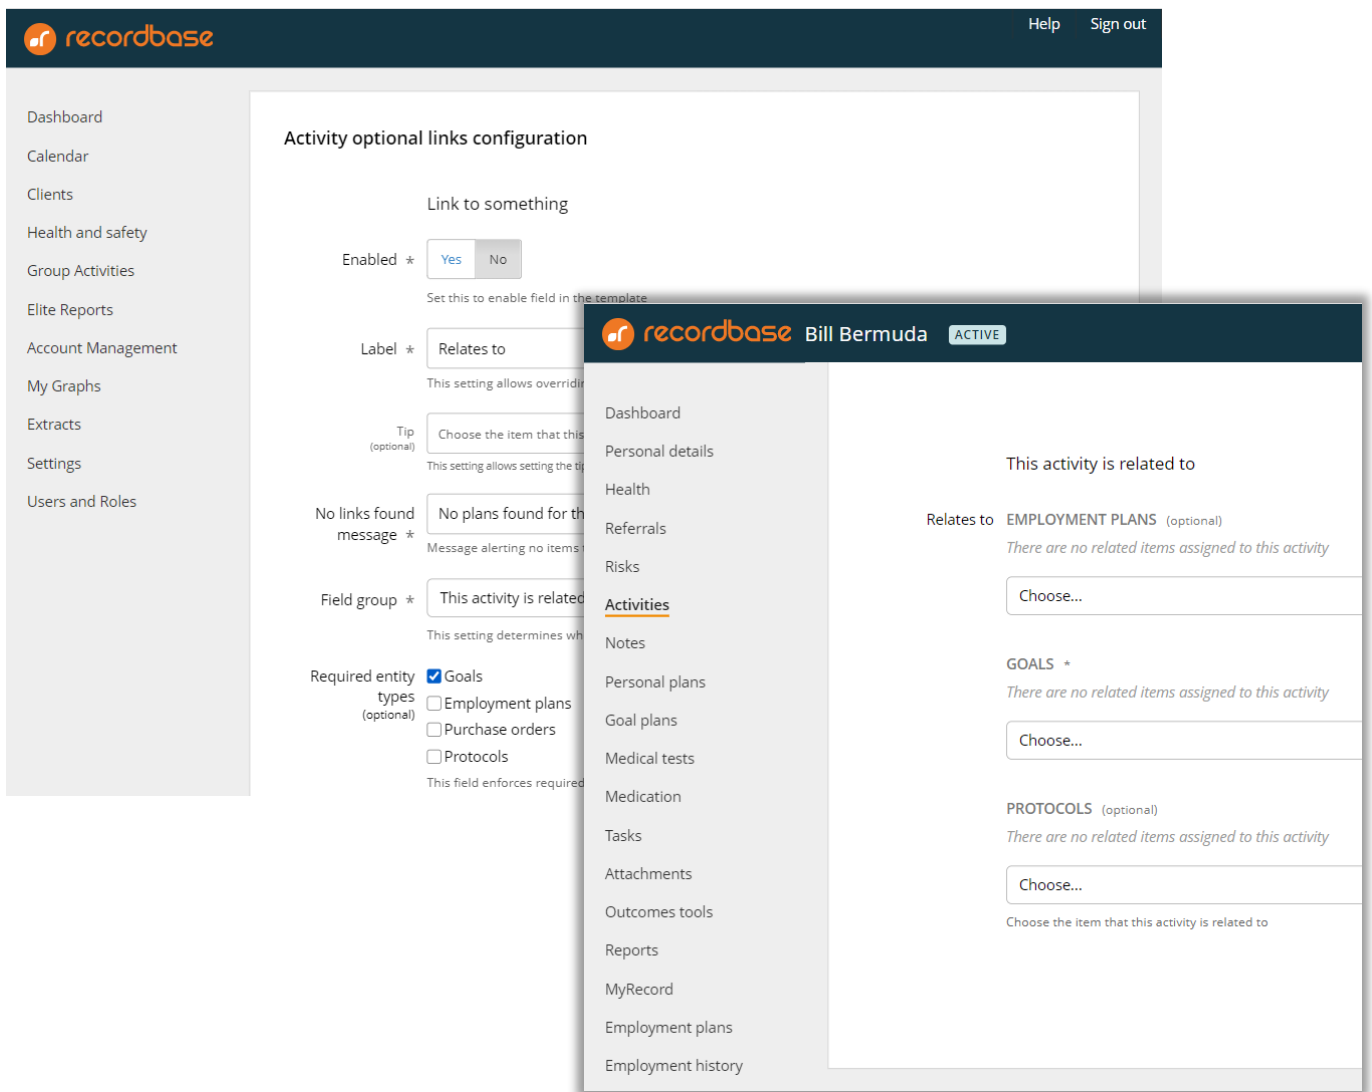 recordbase
Help Sign out
Dashboard
Calendar
Clients
Health and safety
Group Activities
Elite Reports
Account Management
My Graphs
Extracts
Settings
Users and Roles
Activity optional links configuration
Link to something
Enabled *
Yes No
Set this to enable field in the template
Label *
Relates to
This setting allows overridin
Tip
(optional)
Choose the item that this
This setting allows setting the tip
No links found
message *
No plans found for th
Message alerting no items
Field group *
This activity is related
This setting determines wh
Required entity
types
(optional)
Goals
Employment plans
Purchase orders
Protocols
This field enforces required
recordbase Bill Bermuda ACTIVE
Dashboard
Personal details
Health
Referrals
Risks
Activities
Notes
Personal plans
Goal plans
Medical tests
Medication
Tasks
Attachments
Outcomes tools
Reports
MyRecord
Employment plans
Employment history
This activity is related to
Relates to EMPLOYMENT PLANS (optional)
There are no related items assigned to this activity
Choose...
GOALS *
There are no related items assigned to this activity
Choose...
PROTOCOLS (optional)
There are no related items assigned to this activity
Choose...
Choose the item that this activity is related to